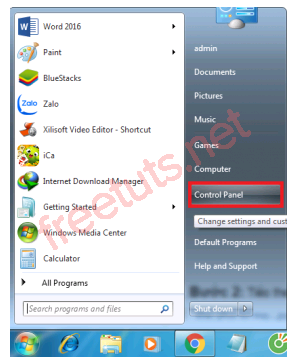 Word 2016
Paint
BlueStacks
Zalo
Zalo
Xilisoft Video Editor - Shortcut
iCa
Internet Download Manager
Getting Started
Windows Media Center
Calculator
All Programs
Search programs and files
admin
Documents
Pictures
Music
Games
Computer
Control Panel
Change settings and cust
Default Programs
Help and Support
Bước 2:
Shut down
freetuts.net